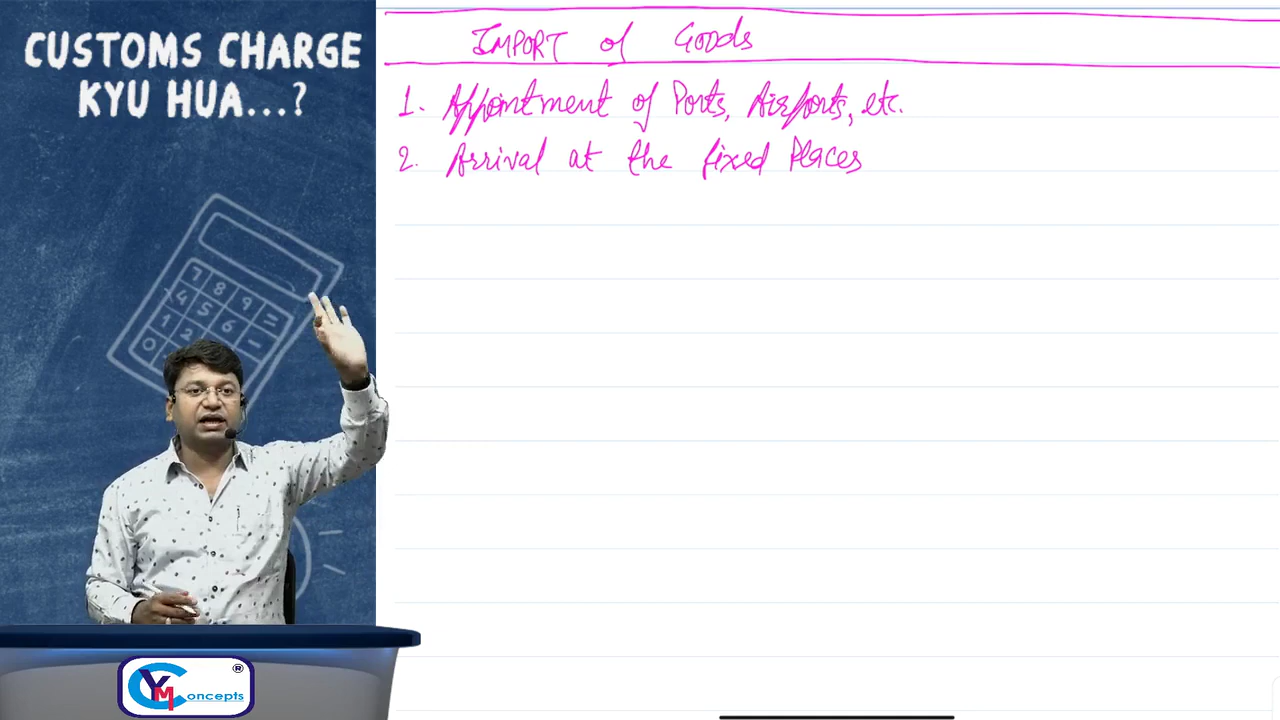 CUSTOMS CHARGE
KYU HUA...?
IMPORT of Goods
1. Appointment of Ports, Airports, etc.
2. Arrival at the fixed Places
7 8 9 =
4 5 6 -
1 2
0
YM Concepts ®